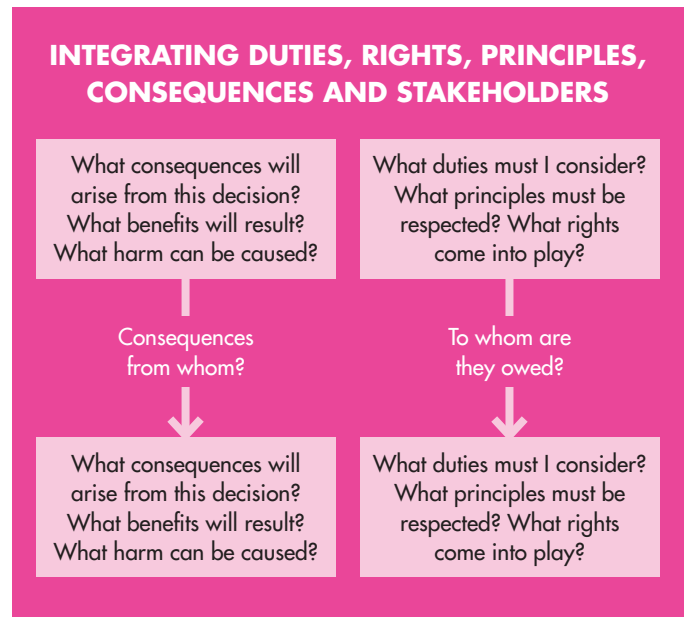 INTEGRATING DUTIES, RIGHTS, PRINCIPLES,
CONSEQUENCES AND STAKEHOLDERS
What consequences will
arise from this decision?
What benefits will result?
What harm can be caused?
What duties must I consider?
What principles must be
respected? What rights
come into play?
Consequences
from whom?
To whom are
they owed?
What consequences will
arise from this decision?
What benefits will result?
What harm can be caused?
What duties must I consider?
What principles must be
respected? What rights
come into play?